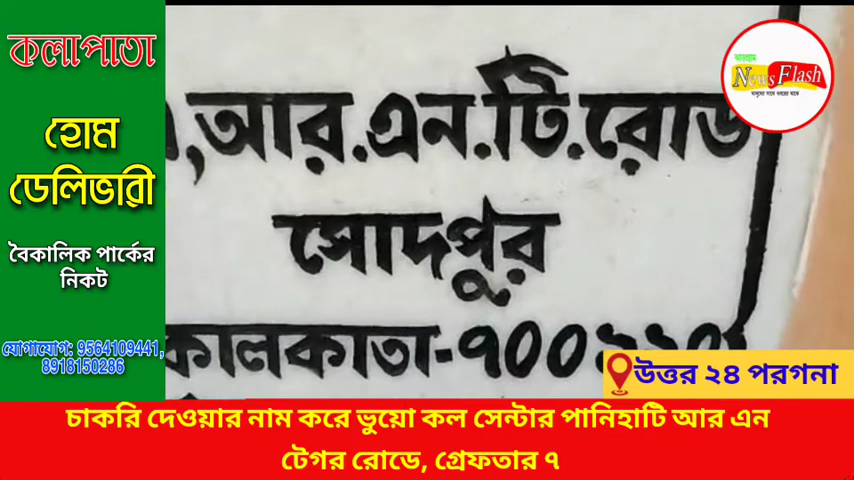 কলাপাতা
হোম
ডেলিভারী
বৈকালিক পার্কের
নিকট
যোগাযোগ: 9564109441,
8918150286
,আর.এন.টি.রোড
সোদপুর
কালকাতা-৭০০১১০
News Flash
উত্তর ২৪ পরগনা
চাকরি দেওয়ার নাম করে ভুয়ো কল সেন্টার পানিহাটি আর এন
টেগর রোডে, গ্রেফতার ৭